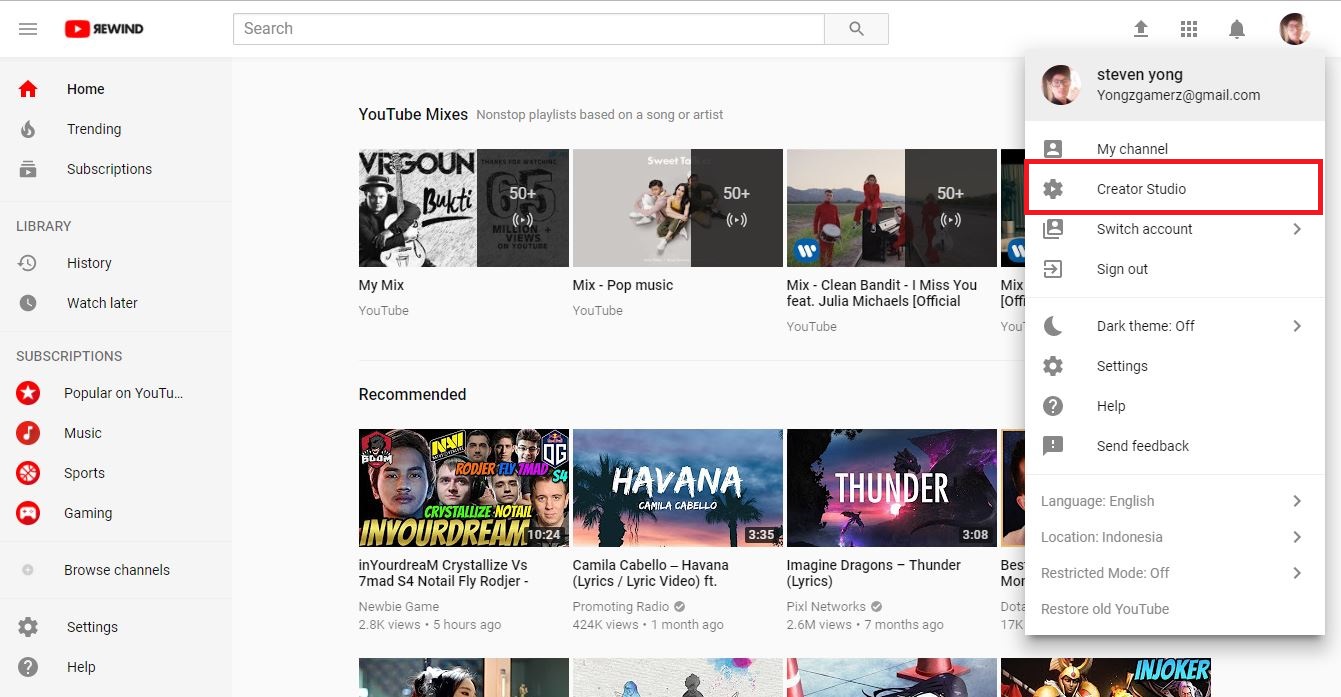 REWIND
Search
steven yong
Yongzgamerz@gmail.com
My channel
Creator Studio
Switch account
Sign out
Dark theme: Off
Settings
Help
Send feedback
Language: English
Location: Indonesia
Restricted Mode: Off
Restore old YouTube
Home
Trending
Subscriptions
LIBRARY
History
Watch later
SUBSCRIPTIONS
Popular on YouTu...
Music
Sports
Gaming
Browse channels
Settings
Help
YouTube Mixes Nonstop playlists based on a song or artist
VIRGOUN
Bukti
THANKS FOR WATCHING
65
MILLION +
VIEWS
ON YOUTUBE
50+
My Mix
YouTube
50+
Mix - Pop music
YouTube
50+
Mix - Clean Bandit - I Miss You
feat. Julia Michaels [Official
YouTube
Mix
[Offi
YouT
Recommended
BOOM
NAVI
OG
RODJER FLY 7MAD
S4
CRYSTALLIZE NOTAIL
INYOURDREAM
10:24
inYourdreaM Crystallize Vs
7mad S4 Notail Fly Rodjer -
Newbie Game
2.8K views • 5 hours ago
HAVANA
CAMILA CABELLO
3:35
Camila Cabello – Havana
(Lyrics / Lyric Video) ft.
Promoting Radio
424K views • 1 month ago
THUNDER
3:08
Imagine Dragons – Thunder
(Lyrics)
Pixl Networks
2.6M views • 7 months ago
Bes
Mor
Dota
17K
INJOKER